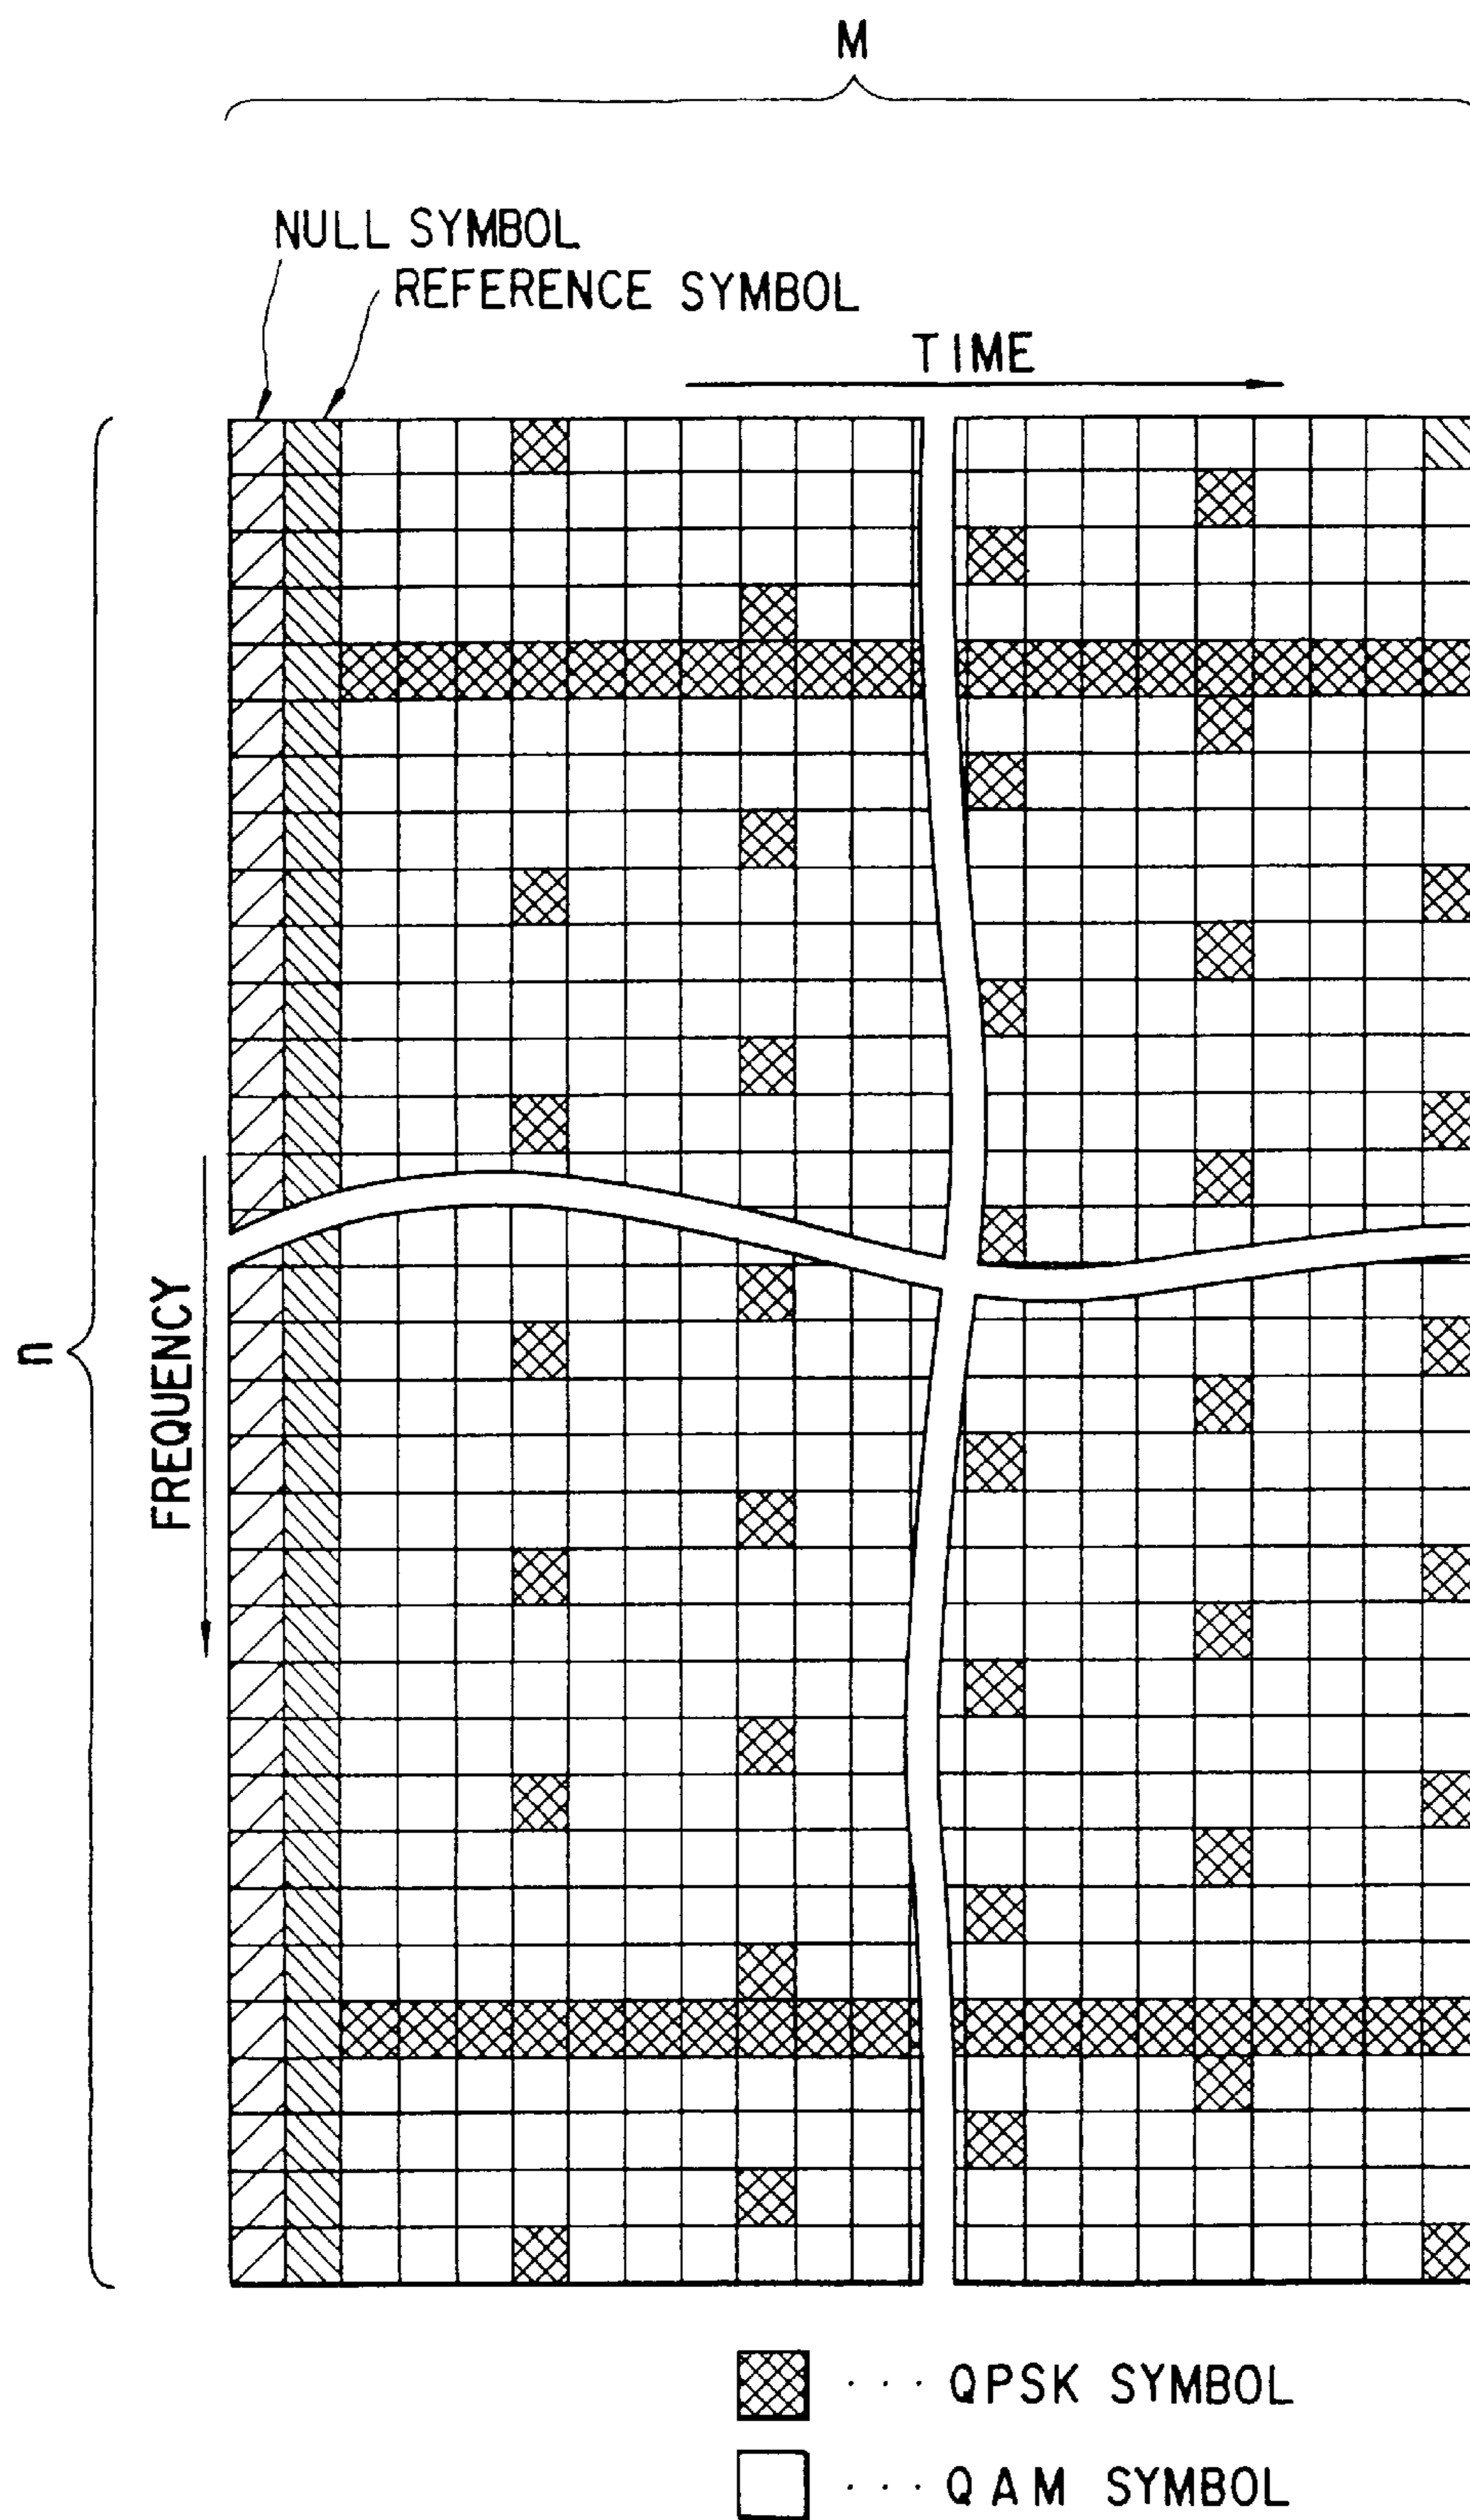 M
NULL SYMBOL
REFERENCE SYMBOL
TIME
n
FREQUENCY
··· QPSK SYMBOL
··· QAM SYMBOL